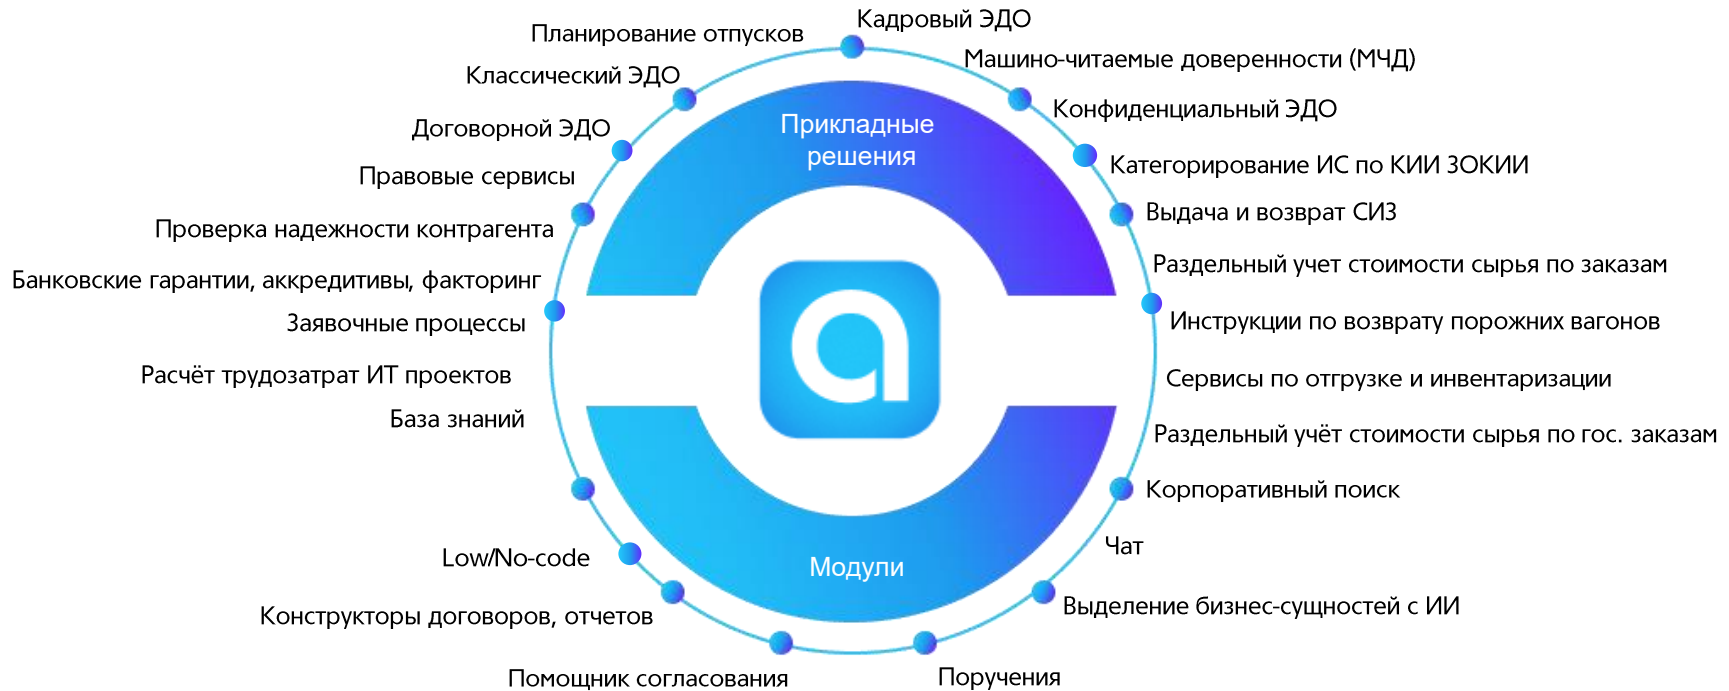 Кадровый ЭДО
Планирование отпусков
Машино-читаемые доверенности (МЧД)
Классический ЭДО
Конфиденциальный ЭДО
Договорной ЭДО
Прикладные
решения
Категорирование ИС по КИИ ЗОКИИ
Правовые сервисы
Выдача и возврат СИЗ
Проверка надежности контрагента
Раздельный учет стоимости сырья по заказам
Банковские гарантии, аккредитивы, факторинг
Инструкции по возврату порожних вагонов
Заявочные процессы
Расчёт трудозатрат ИТ проектов
Сервисы по отгрузке и инвентаризации
База знаний
Раздельный учёт стоимости сырья по гос. заказам
Корпоративный поиск
Чат
Low/No-code
Модули
Выделение бизнес-сущностей с ИИ
Конструкторы договоров, отчетов
Помощник согласования
Поручения